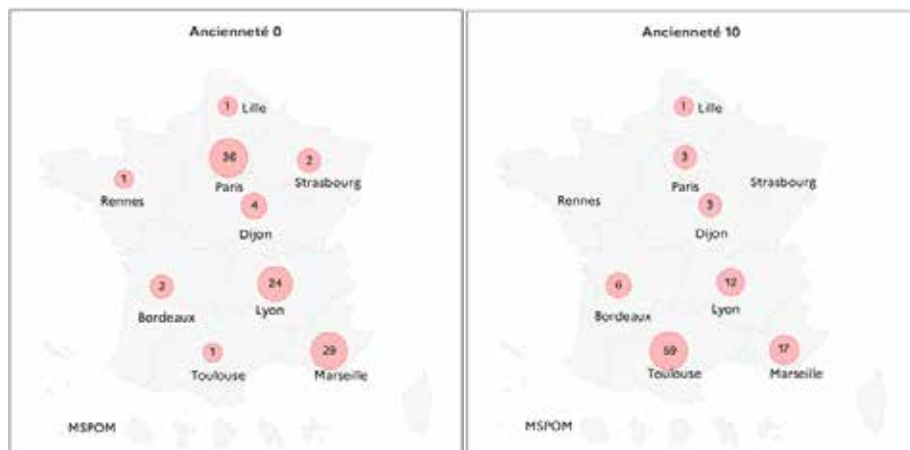 Ancienneté 0
1 Lille
36
Paris
2
Strasbourg
1
Rennes
4
Dijon
2
Bordeaux
24
Lyon
1
Toulouse
29
Marseille
MSPOM
Ancienneté 10
1 Lille
3
Paris
Strasbourg
Rennes
3
Dijon
6
Bordeaux
12
Lyon
59
Toulouse
17
Marseille
MSPOM